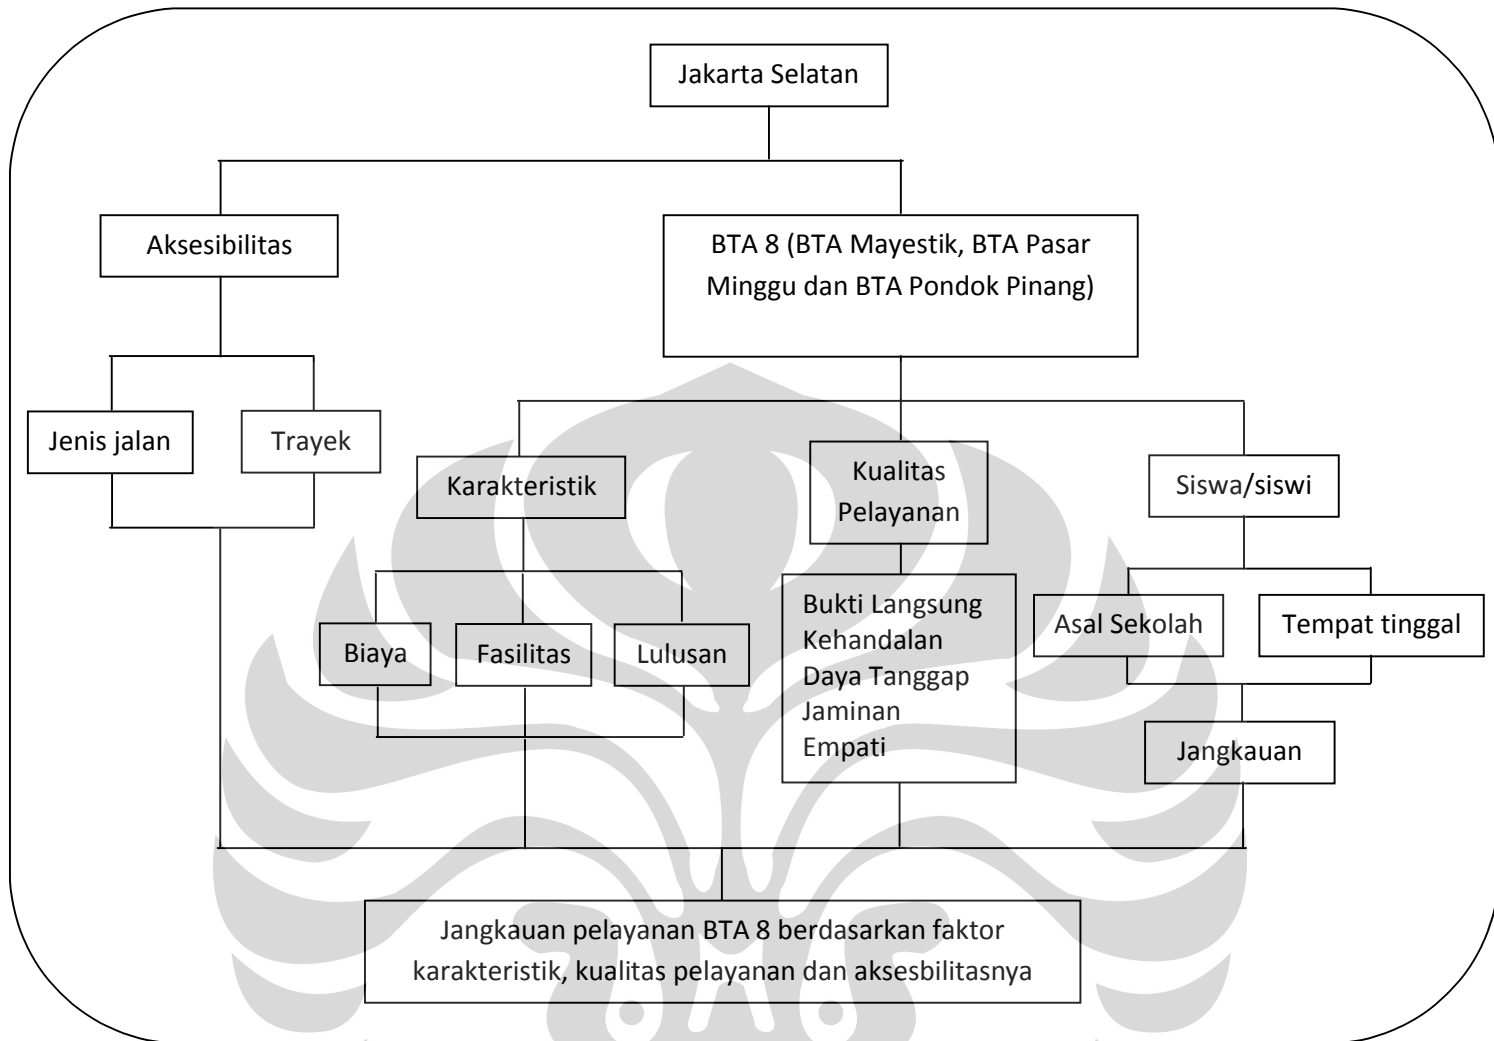 Jakarta Selatan
Aksesibilitas
BTA 8 (BTA Mayestik, BTA Pasar
Minggu dan BTA Pondok Pinang)
Jenis jalan
Trayek
Karakteristik
Kualitas
Pelayanan
Siswa/siswi
Biaya
Fasilitas
Lulusan
Bukti Langsung
Kehandalan
Daya Tanggap
Jaminan
Empati
Asal Sekolah
Tempat tinggal
Jangkauan
Jangkauan pelayanan BTA 8 berdasarkan faktor
karakteristik, kualitas pelayanan dan aksesbilitasnya